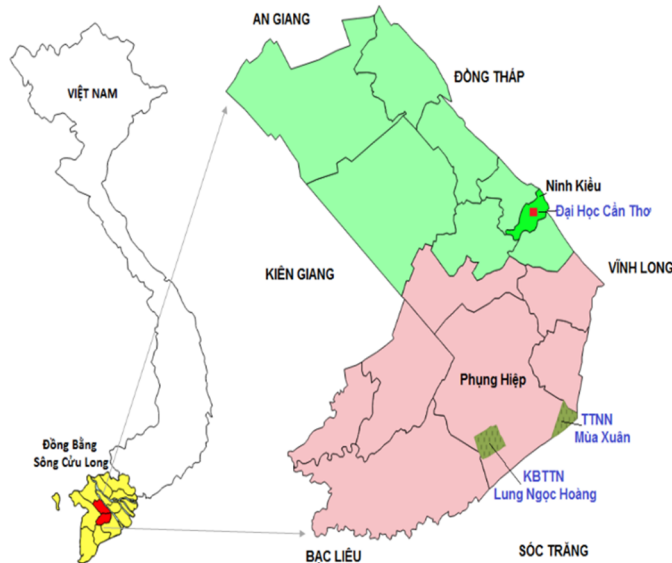 AN GIANG
VIỆT NAM
ĐỒNG THÁP
Ninh Kiều
Đại Học Cần Thơ
KIÊN GIANG
VĨNH LONG
Phụng Hiệp
TTNN
Mùa Xuân
Đồng Bằng
Sông Cửu Long
KBTTN
Lung Ngọc Hoàng
BẠC LIÊU
SÓC TRĂNG